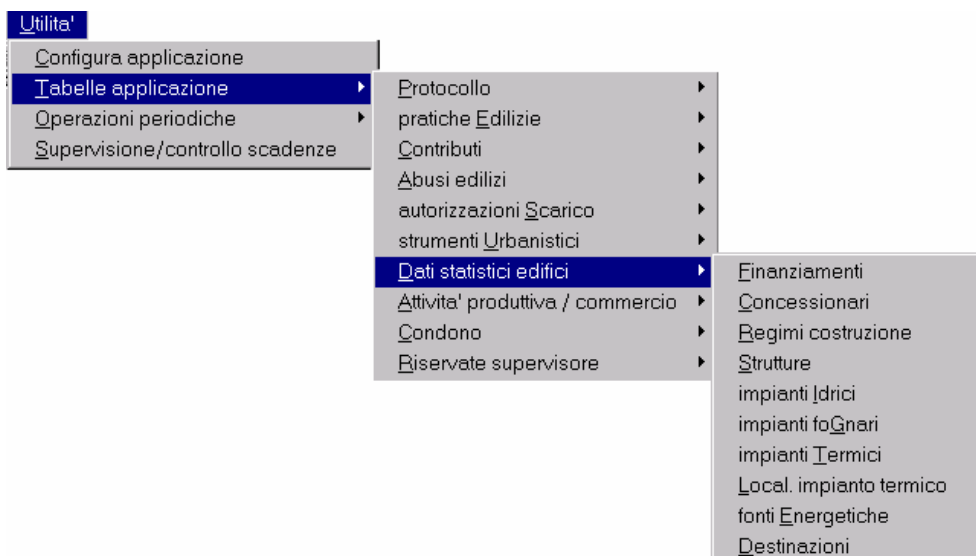 Utilita'
Configura applicazione
Tabelle applicazione
Operazioni periodiche
Supervisione/controllo scadenze
Protocollo
pratiche Edilizie
Contributi
Abusi edilizi
autorizzazioni Scarico
strumenti Urbanistici
Dati statistici edifici
Attivita' produttiva / commercio
Condono
Riservate supervisore
Finanziamenti
Concessionari
Regimi costruzione
Strutture
impianti Idrici
impianti foGnari
impianti Termici
Local. impianto termico
fonti Energetiche
Destinazioni